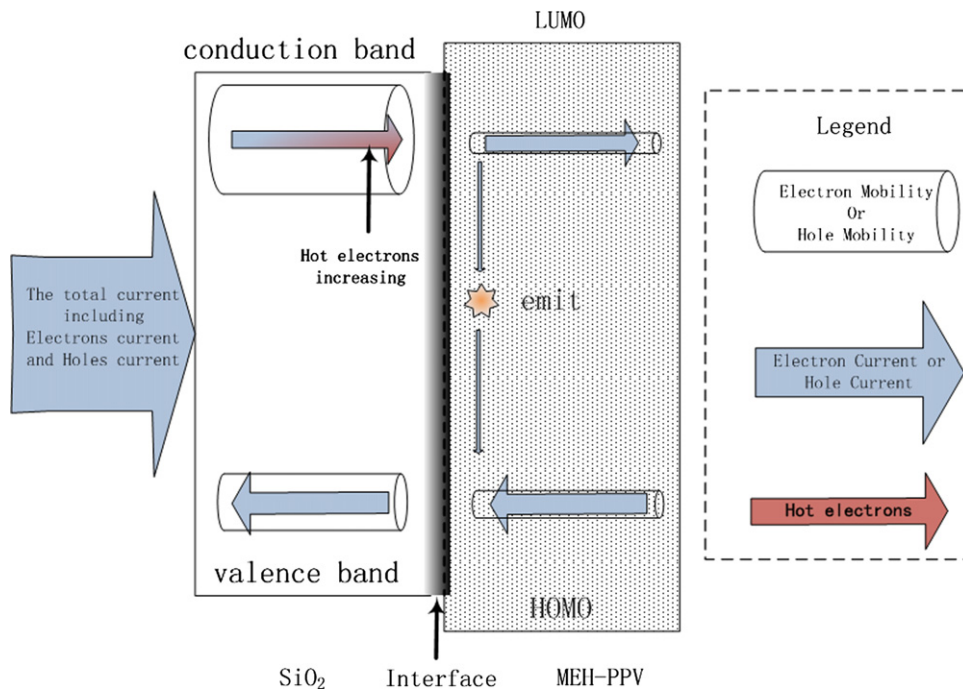 LUMO
conduction band
Legend
Electron Mobility
Or
Hole Mobility
Hot electrons
increasing
The total current
including
Electrons current
and Holes current
emit
Electron Current or
Hole Current
Hot electrons
valence band
HOMO
SiO₂
Interface
MEH-PPV